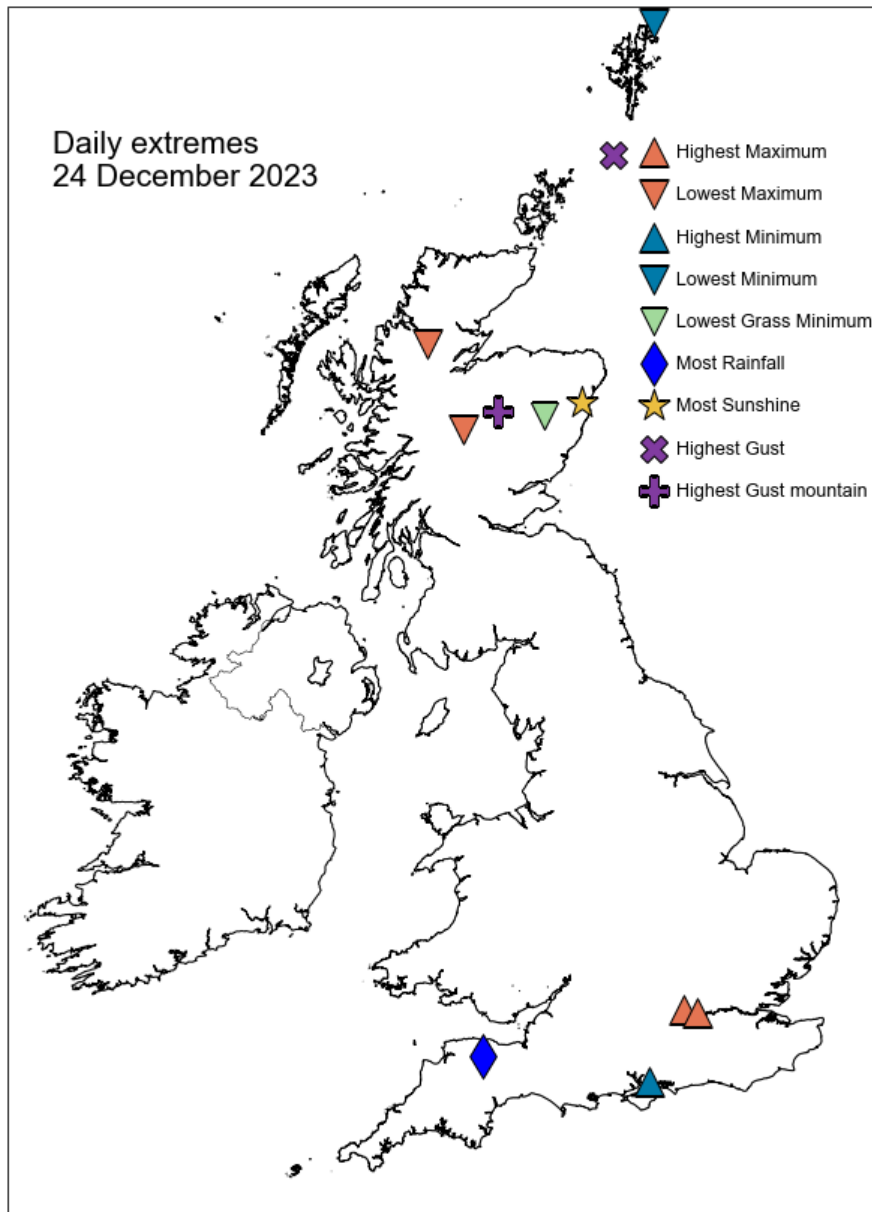 Daily extremes
24 December 2023
Highest Maximum
Lowest Maximum
Highest Minimum
Lowest Minimum
Lowest Grass Minimum
Most Rainfall
Most Sunshine
Highest Gust
Highest Gust mountain